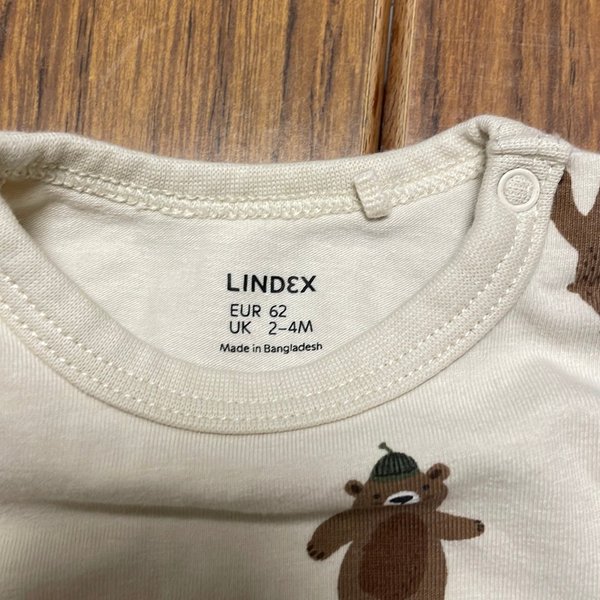 LINDEX
EUR 62
UK 2–4M
Made in Bangladesh